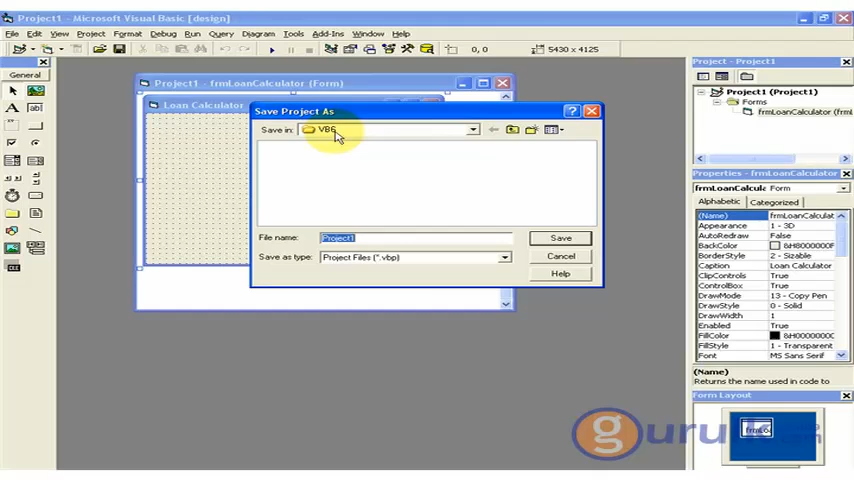 Project1 - Microsoft Visual Basic [design]
File Edit View Project Format Debug Run Query Diagram Tools Add-Ins Window Help
0, 0 5430 x 4125
General
Project1 - frmLoanCalculator (Form)
Loan Calculator
Save Project As
Save in: VB6
File name: Project1
Save as type: Project Files (*.vbp)
Save
Cancel
Help
Project - Project1
Project1 (Project1)
Forms
frmLoanCalculator (frm
Properties - frmLoanCalcula
frmLoanCalcula Form
Alphabetic Categorized
(Name) frmLoanCalculat
Appearance 1 - 3D
AutoRedraw False
BackColor &H8000000F
BorderStyle 2 - Sizable
Caption Loan Calculator
ClipControls True
ControlBox True
DrawMode 13 - Copy Pen
DrawStyle 0 - Solid
DrawWidth 1
Enabled True
FillColor &H0000000
FillStyle 1 - Transparent
Font MS Sans Serif
(Name)
Returns the name used in code to
Form Layout
frmLoa